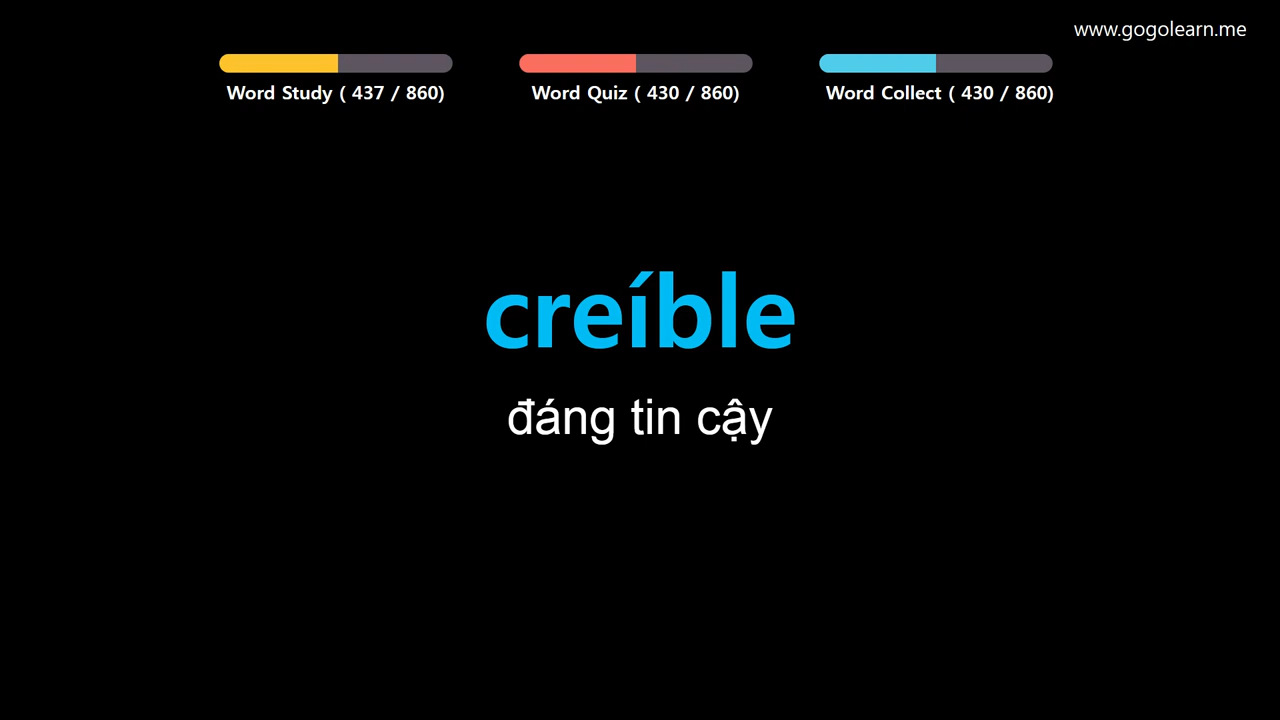 www.gogolearn.me
Word Study ( 437 / 860)
Word Quiz ( 430 / 860)
Word Collect ( 430 / 860)
creíble
đáng tin cậy